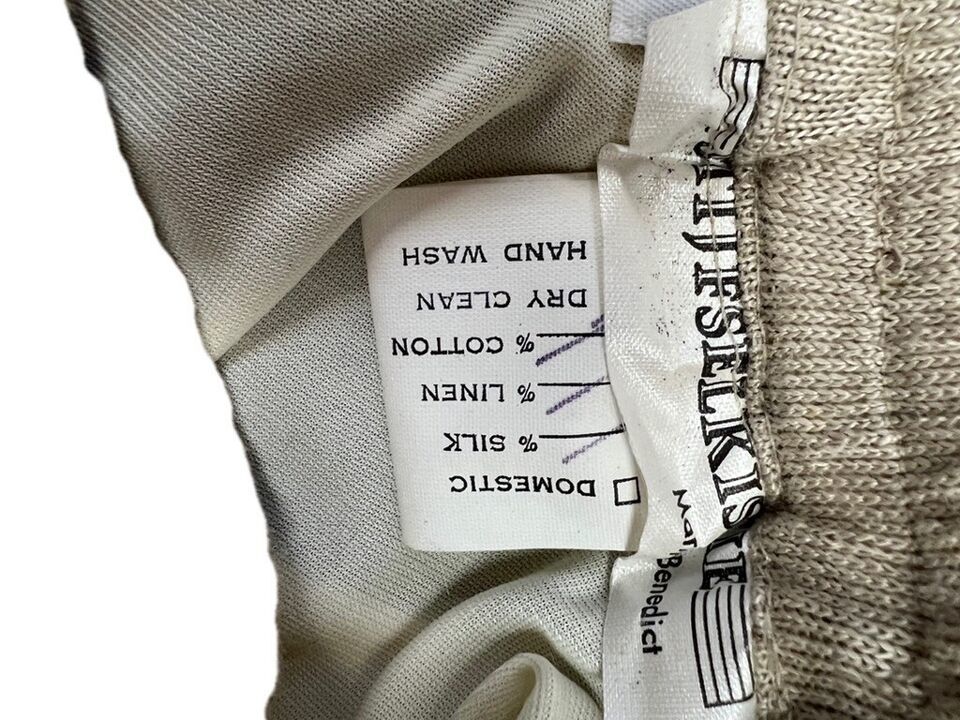 ☐ DOMESTIC
% SILK
% LINEN
% COTTON
DRY CLEAN
HAND WASH
Benedict